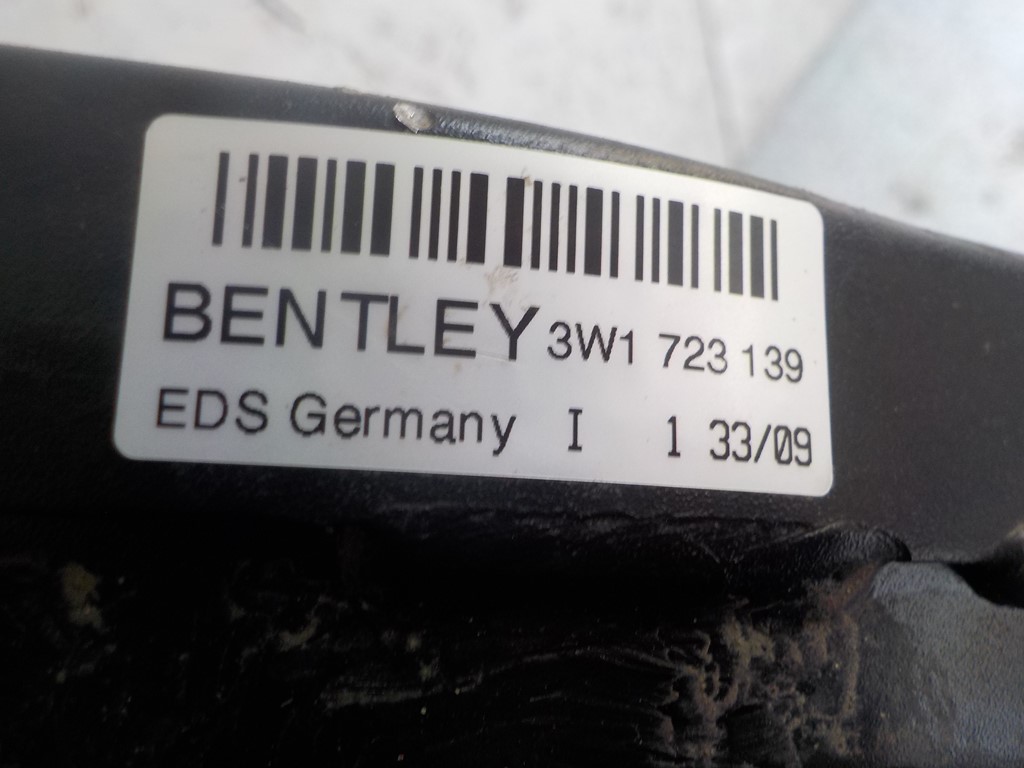 BENTLEY 3W1 723 139
EDS Germany I 1 33/09